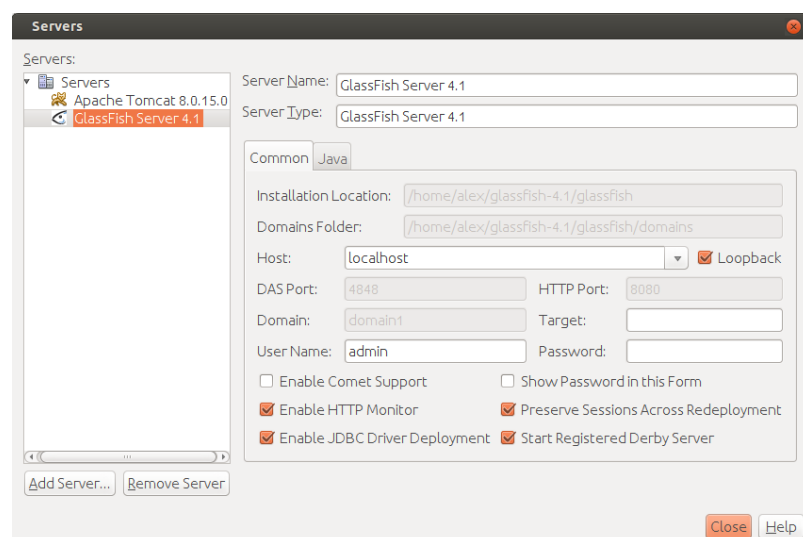 Servers
Servers:
Servers
Apache Tomcat 8.0.15.0
GlassFish Server 4.1
Server Name: GlassFish Server 4.1
Server Type: GlassFish Server 4.1
Common Java
Installation Location: /home/alex/glassfish-4.1/glassfish
Domains Folder: /home/alex/glassfish-4.1/glassfish/domains
Host: localhost Loopback
DAS Port: 4848 HTTP Port: 8080
Domain: domain1 Target:
User Name: admin Password:
Enable Comet Support Show Password in this Form
Enable HTTP Monitor Preserve Sessions Across Redeployment
Enable JDBC Driver Deployment Start Registered Derby Server
Add Server... Remove Server
Close Help